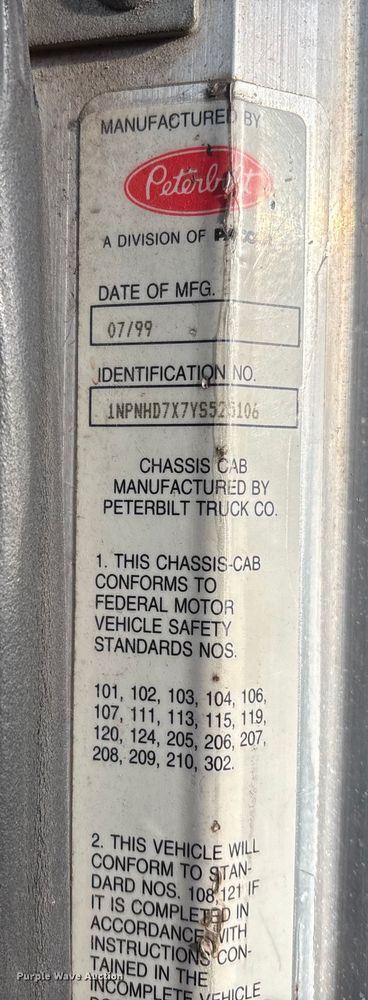 MANUFACTURED BY
Peterbilt
A DIVISION OF
DATE OF MFG.
07/99
IDENTIFICATION NO.
1NPNHD7X7YS525106
CHASSIS CAB
MANUFACTURED BY
PETERBILT TRUCK CO.
1. THIS CHASSIS-CAB
CONFORMS TO
FEDERAL MOTOR
VEHICLE SAFETY
STANDARDS NOS.
101, 102, 103, 104, 106,
107, 111, 113, 115, 119,
120, 124, 205, 206, 207,
208, 209, 210, 302.
2. THIS VEHICLE WILL
CONFORM TO STAN-
DARD NOS. 108,121 IF
IT IS COMPLETED IN
ACCORDANCE WITH
INSTRUCTIONS CON-
TAINED IN THE
INCOMPLETE VEHICLE
Purple Wave Auction